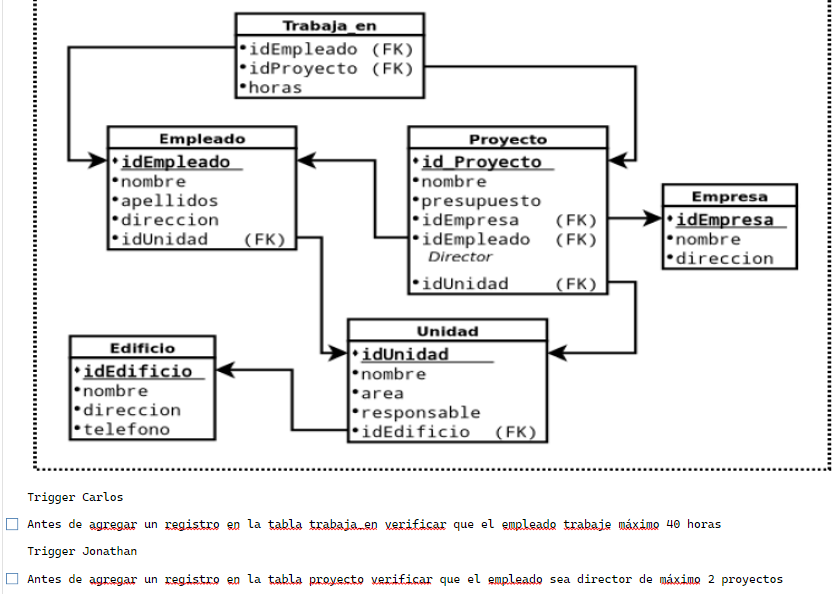 Trabaja_en
idEmpleado (FK)
idProyecto (FK)
horas
Empleado
idEmpleado
nombre
apellidos
direccion
idUnidad (FK)
Proyecto
id_Proyecto
nombre
presupuesto
idEmpresa (FK)
idEmpleado (FK)
Director
idUnidad (FK)
Empresa
idEmpresa
nombre
direccion
Edificio
idEdificio
nombre
direccion
telefono
Unidad
idUnidad
nombre
area
responsable
idEdificio (FK)
Trigger Carlos
Antes de agregar un registro en la tabla trabaja_en verificar que el empleado trabaje máximo 40 horas
Trigger Jonathan
Antes de agregar un registro en la tabla proyecto verificar que el empleado sea director de máximo 2 proyectos